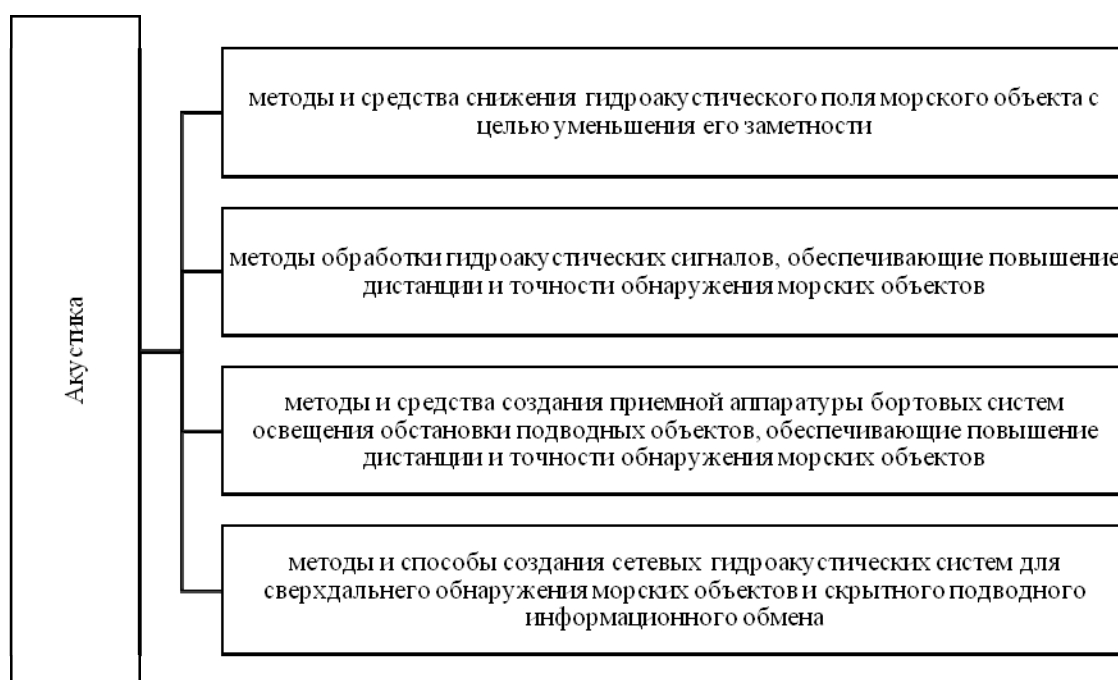 Акустика
методы и средства снижения гидроакустического поля морского объекта с
целью уменьшения его заметности
методы обработки гидроакустических сигналов, обеспечивающие повышение
дистанции и точности обнаружения морских объектов
методы и средства создания приемной аппаратуры бортовых систем
освещения обстановки подводных объектов, обеспечивающие повышение
дистанции и точности обнаружения морских объектов
методы и способы создания сетевых гидроакустических систем для
сверхдальнего обнаружения морских объектов и скрытного подводного
информационного обмена